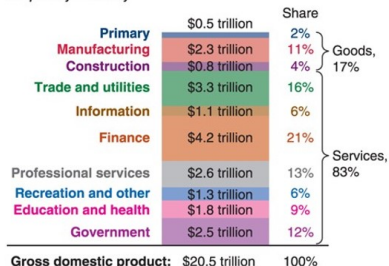 Share
Primary $0.5 trillion 2%
Manufacturing $2.3 trillion 11%
Construction $0.8 trillion 4%
Goods,
17%
Trade and utilities $3.3 trillion 16%
Information $1.1 trillion 6%
Finance $4.2 trillion 21%
Services,
83%
Professional services $2.6 trillion 13%
Recreation and other $1.3 trillion 6%
Education and health $1.8 trillion 9%
Government $2.5 trillion 12%
Gross domestic product: $20.5 trillion 100%